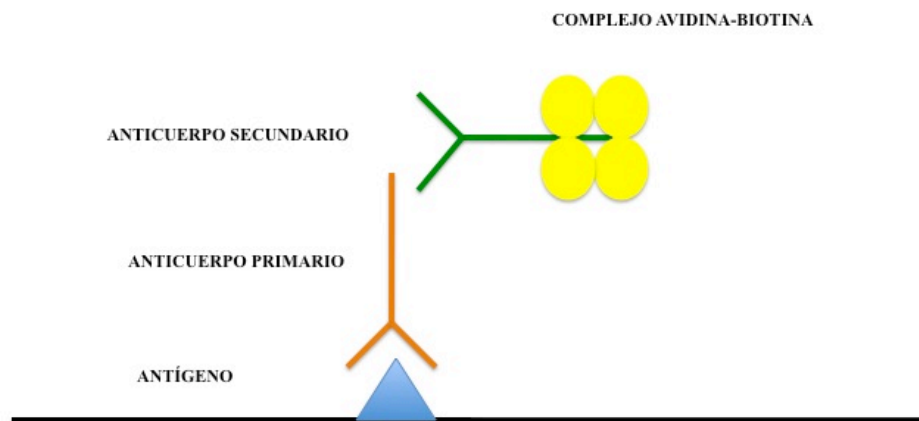 COMPLEJO AVIDINA-BIOTINA
ANTICUERPO SECUNDARIO
ANTICUERPO PRIMARIO
ANTÍGENO